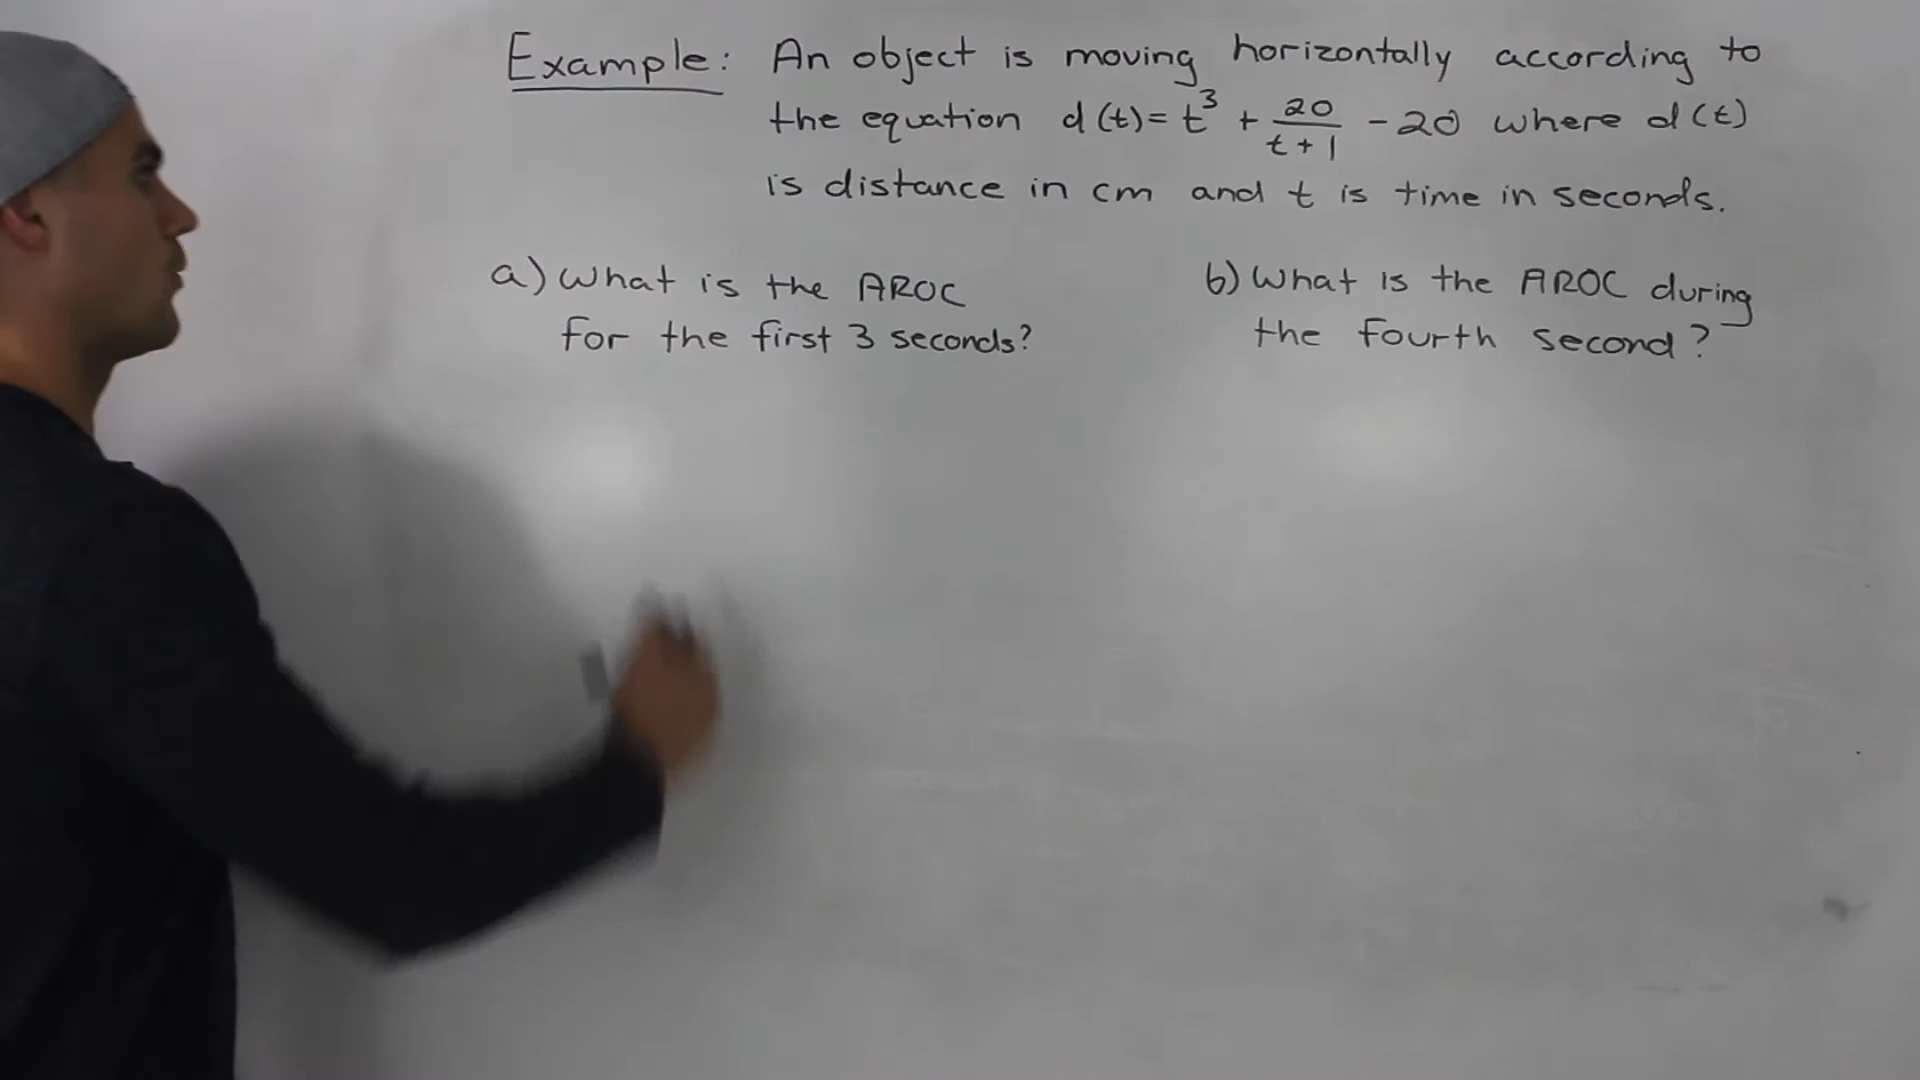 Example: An object is moving horizontally according to
the equation d(t) = t³ + 20/(t+1) - 20 where d(t)
is distance in cm and t is time in seconds.
a) What is the AROC
for the first 3 seconds?
b) What is the AROC during
the fourth second?